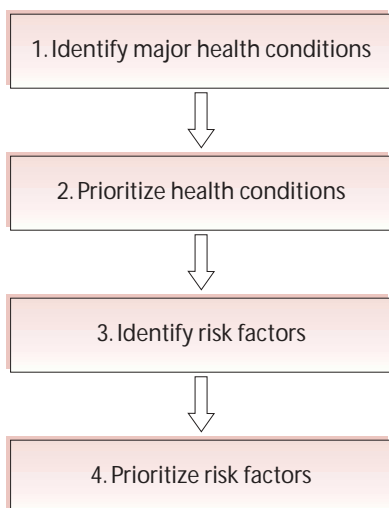 1. Identify major health conditions
2. Prioritize health conditions
3. Identify risk factors
4. Prioritize risk factors